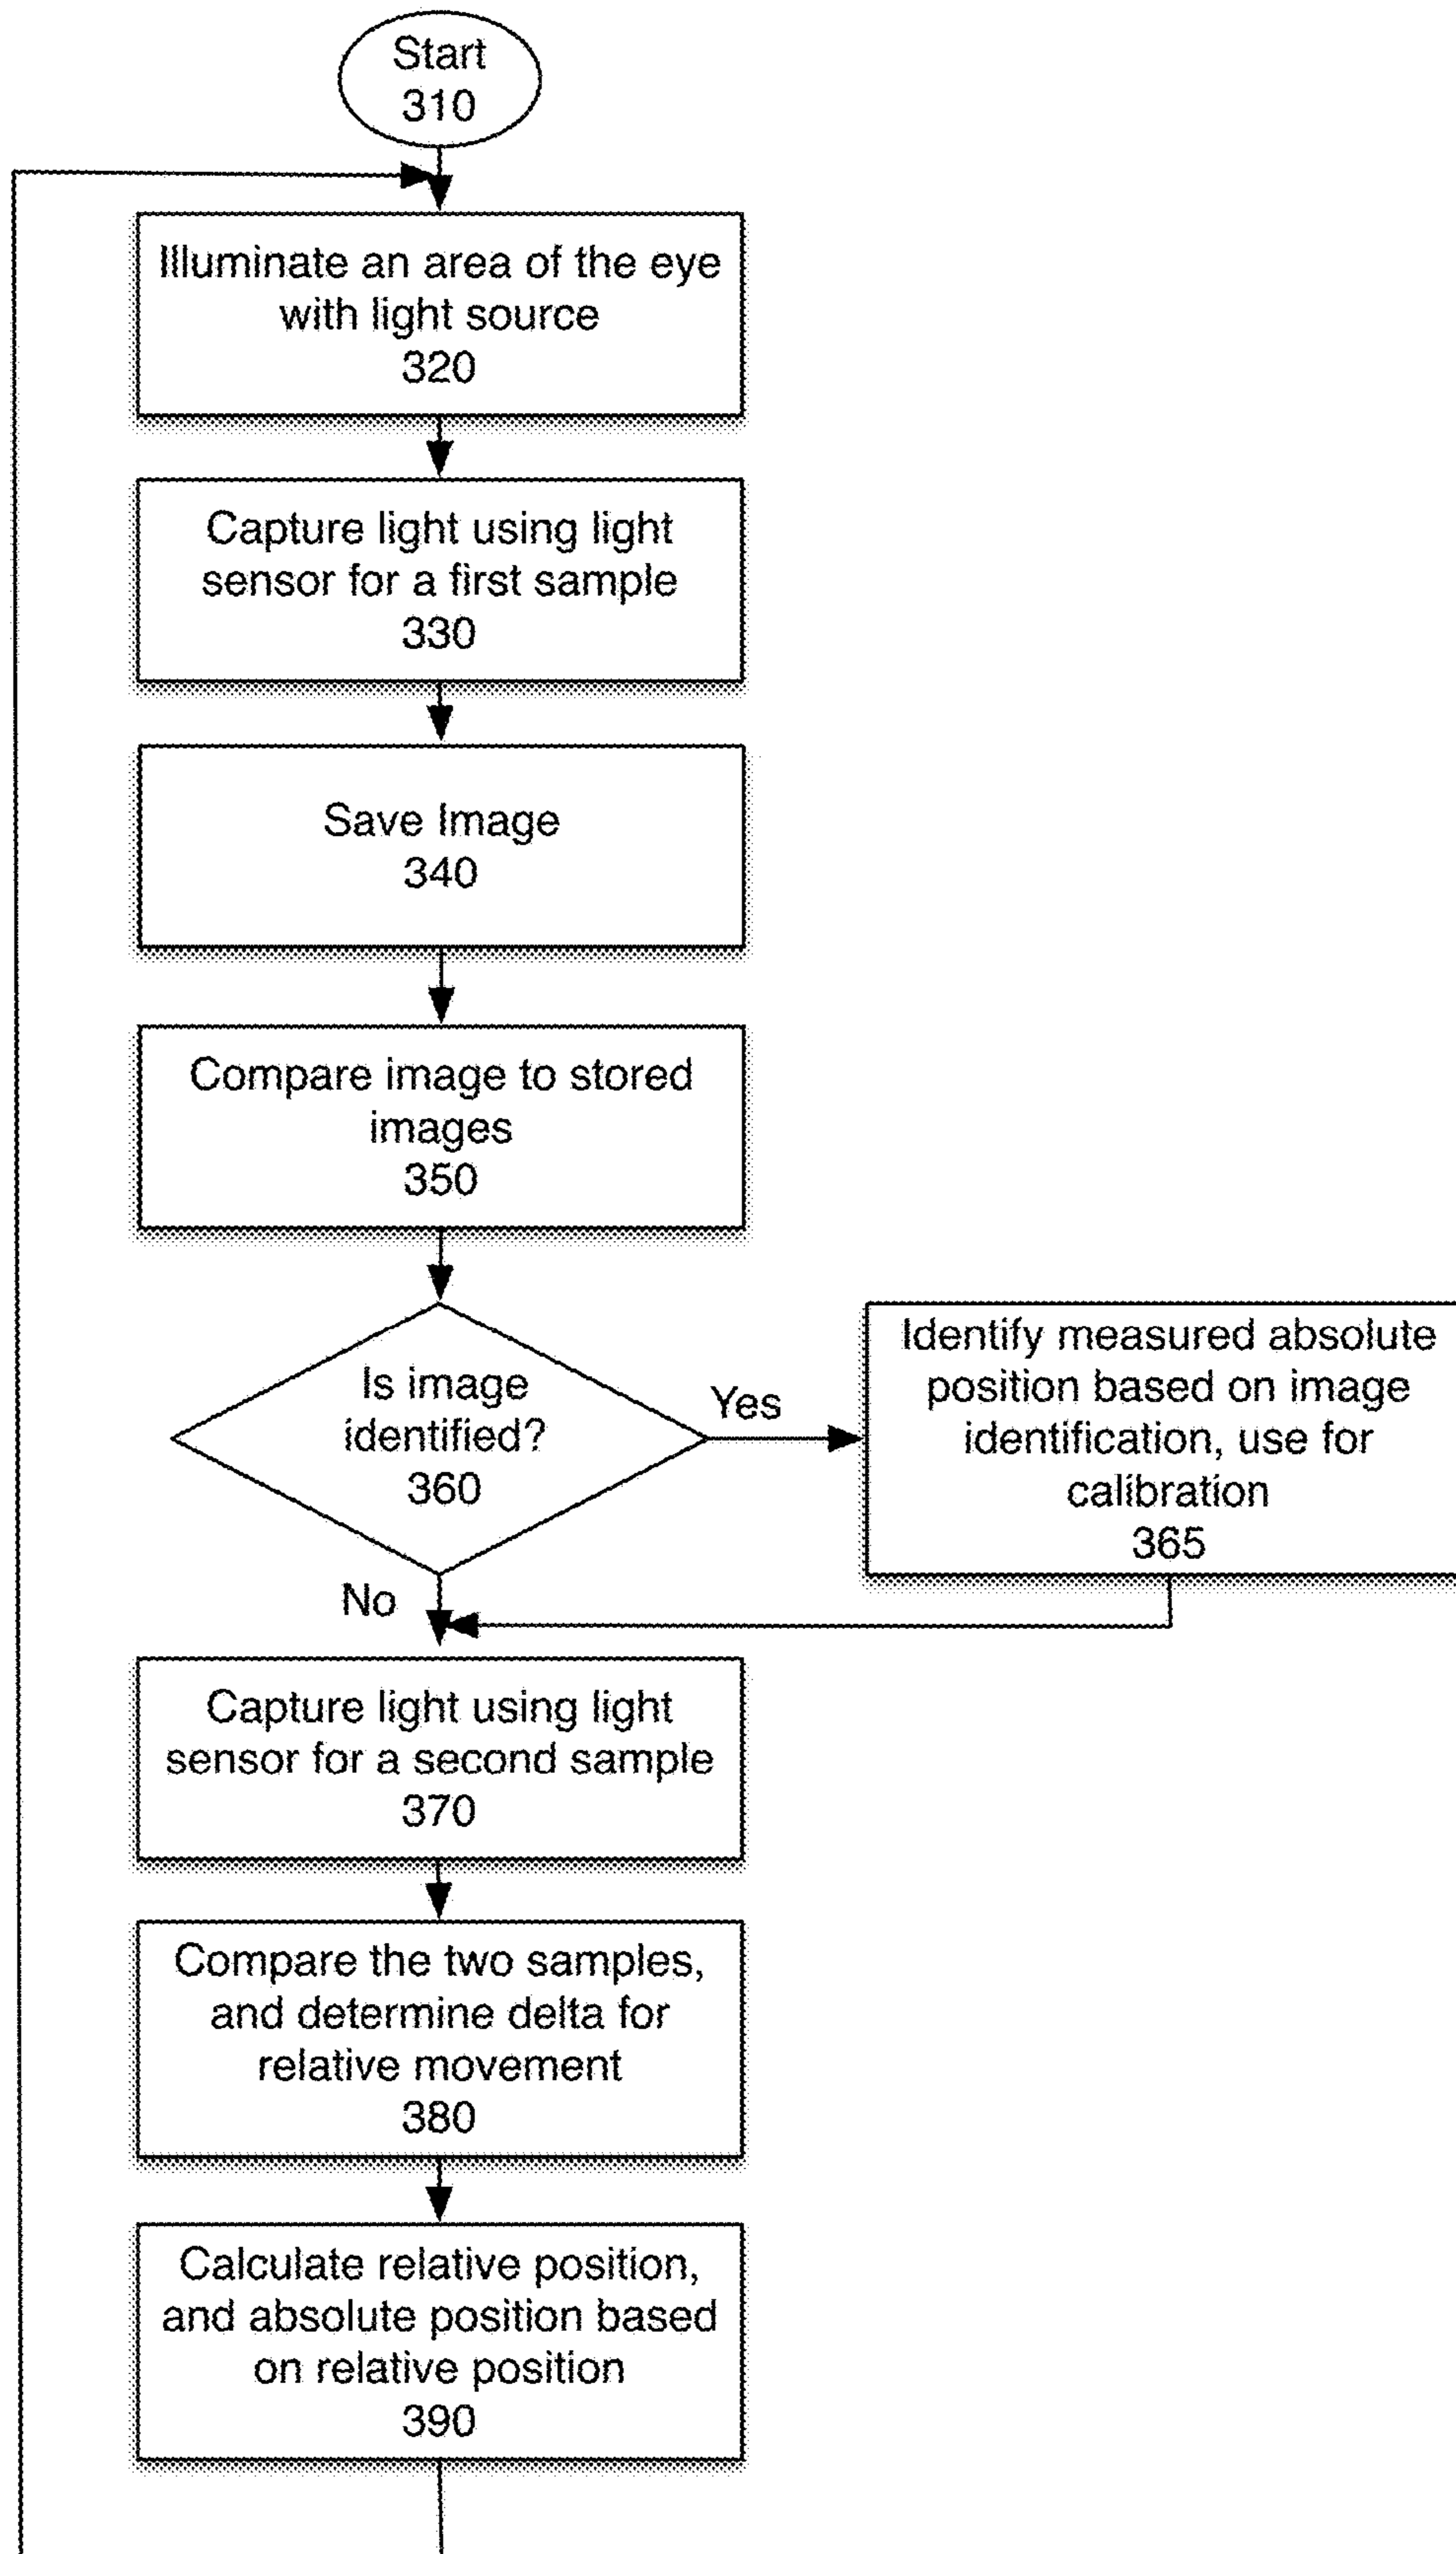 Start
310
Illuminate an area of the eye
with light source
320
Capture light using light
sensor for a first sample
330
Save Image
340
Compare image to stored
images
350
Is image
identified?
360
Yes
Identify measured absolute
position based on image
identification, use for
calibration
365
No
Capture light using light
sensor for a second sample
370
Compare the two samples,
and determine delta for
relative movement
380
Calculate relative position,
and absolute position based
on relative position
390